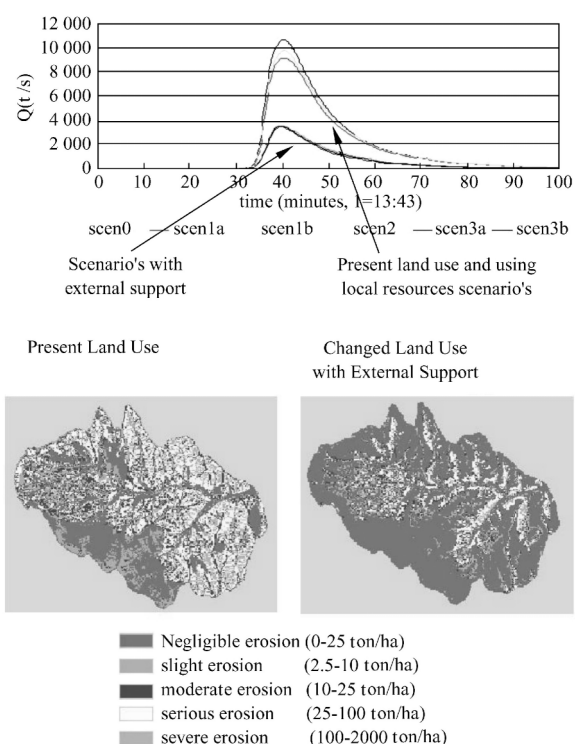 12 000
10 000
8 000
6 000
4 000
2 000
0
Q(t /s)
0 10 20 30 40 50 60 70 80 90 100
time (minutes, 1=13:43)
scen0 scen1a scen1b scen2 scen3a scen3b
Scenario's with
external support
Present land use and using
local resources scenario's
Present Land Use
Changed Land Use
with External Support
Negligible erosion (0-25 ton/ha)
slight erosion (2.5-10 ton/ha)
moderate erosion (10-25 ton/ha)
serious erosion (25-100 ton/ha)
severe erosion (100-2000 ton/ha)